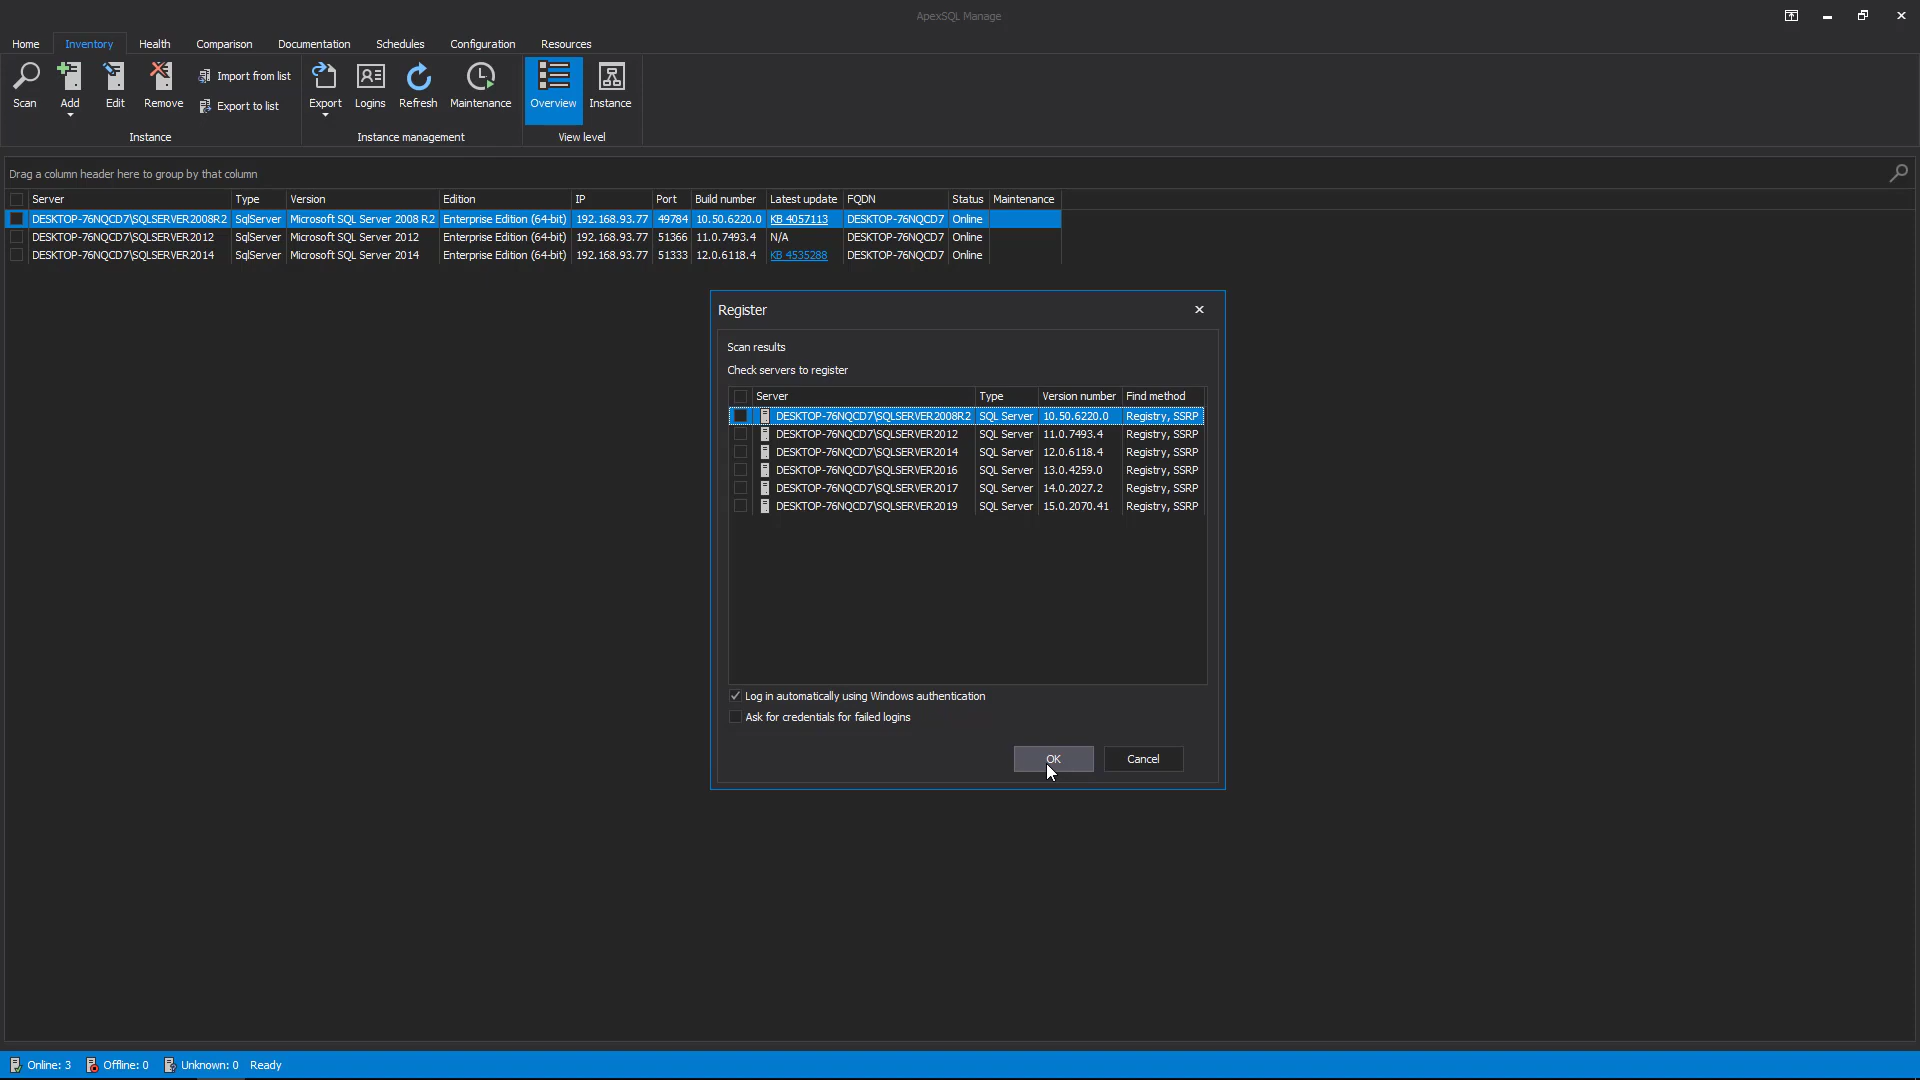 ApexSQL Manage
Home Inventory Health Comparison Documentation Schedules Configuration Resources
Scan Add Edit Remove Import from list Export to list Export Logins Refresh Maintenance Overview Instance
Instance Instance management View level
Drag a column header here to group by that column
Server Type Version Edition IP Port Build number Latest update FQDN Status Maintenance
DESKTOP-76NQCD7\SQLSERVER2008R2 SqlServer Microsoft SQL Server 2008 R2 Enterprise Edition (64-bit) 192.168.93.77 49784 10.50.6220.0 KB 4057113 DESKTOP-76NQCD7 Online
DESKTOP-76NQCD7\SQLSERVER2012 SqlServer Microsoft SQL Server 2012 Enterprise Edition (64-bit) 192.168.93.77 51366 11.0.7493.4 N/A DESKTOP-76NQCD7 Online
DESKTOP-76NQCD7\SQLSERVER2014 SqlServer Microsoft SQL Server 2014 Enterprise Edition (64-bit) 192.168.93.77 51333 12.0.6118.4 KB 4535288 DESKTOP-76NQCD7 Online
Register
Scan results
Check servers to register
Server Type Version number Find method
DESKTOP-76NQCD7\SQLSERVER2008R2 SQL Server 10.50.6220.0 Registry, SSRP
DESKTOP-76NQCD7\SQLSERVER2012 SQL Server 11.0.7493.4 Registry, SSRP
DESKTOP-76NQCD7\SQLSERVER2014 SQL Server 12.0.6118.4 Registry, SSRP
DESKTOP-76NQCD7\SQLSERVER2016 SQL Server 13.0.4259.0 Registry, SSRP
DESKTOP-76NQCD7\SQLSERVER2017 SQL Server 14.0.2027.2 Registry, SSRP
DESKTOP-76NQCD7\SQLSERVER2019 SQL Server 15.0.2070.41 Registry, SSRP
Log in automatically using Windows authentication
Ask for credentials for failed logins
OK Cancel
Online: 3 Offline: 0 Unknown: 0 Ready